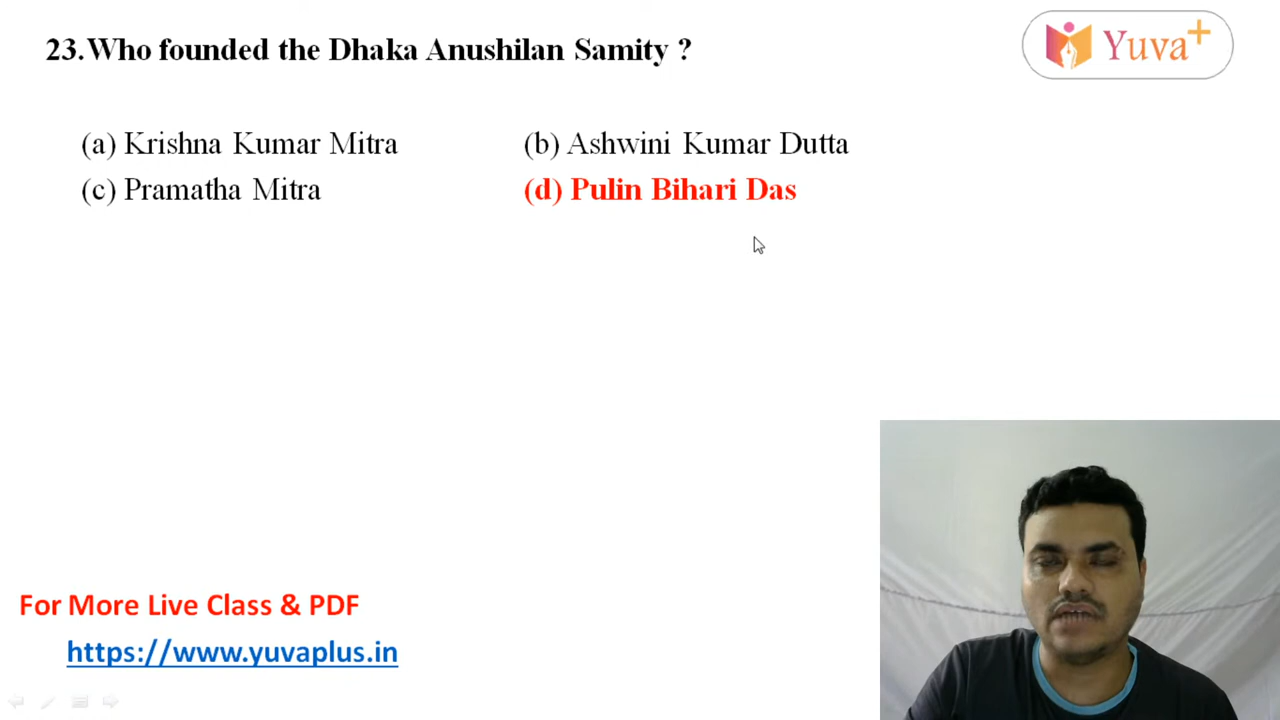 23.Who founded the Dhaka Anushilan Samity ?
Yuva+
(a) Krishna Kumar Mitra (b) Ashwini Kumar Dutta
(c) Pramatha Mitra (d) Pulin Bihari Das
For More Live Class & PDF
https://www.yuvaplus.in